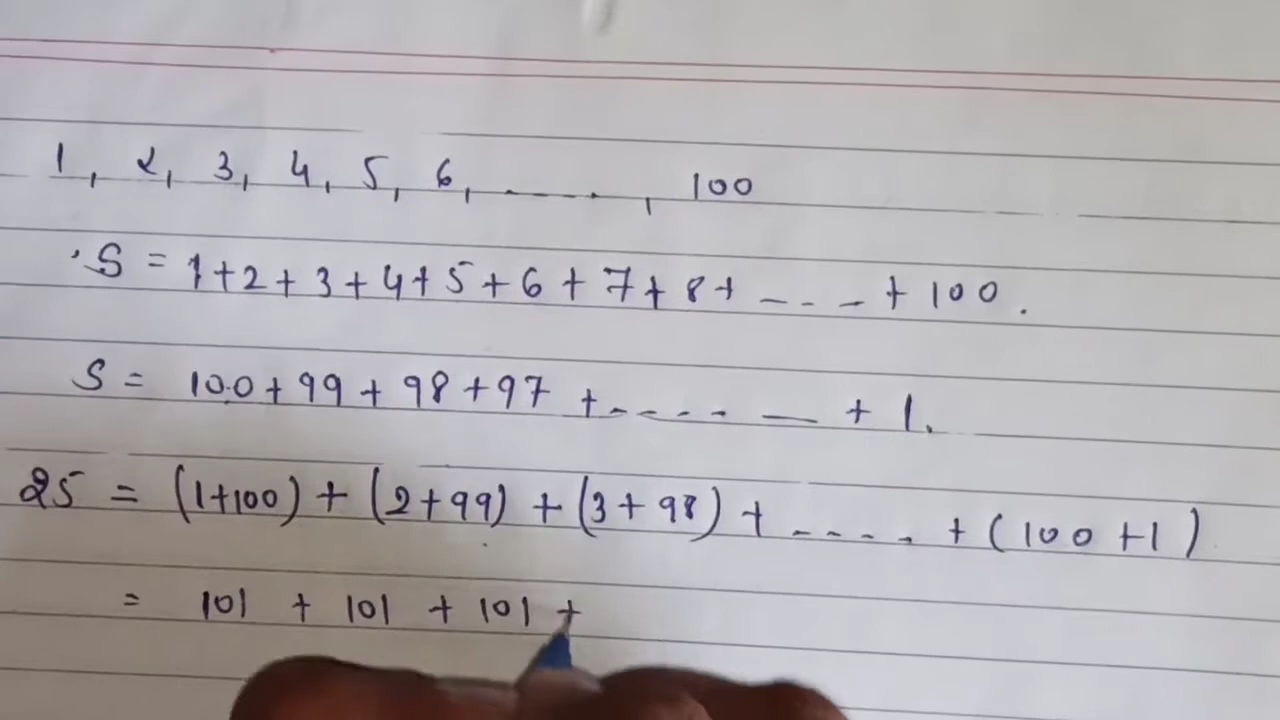 1, 2, 3, 4, 5, 6, ----- , 100
S = 1+2+3+4+5+6+7+8+ ---- +100.
S = 100+99+98+97 +----- +1.
2S = (1+100)+(2+99)+(3+98)+ ---- +(100+1)
= 101 + 101 + 101 +